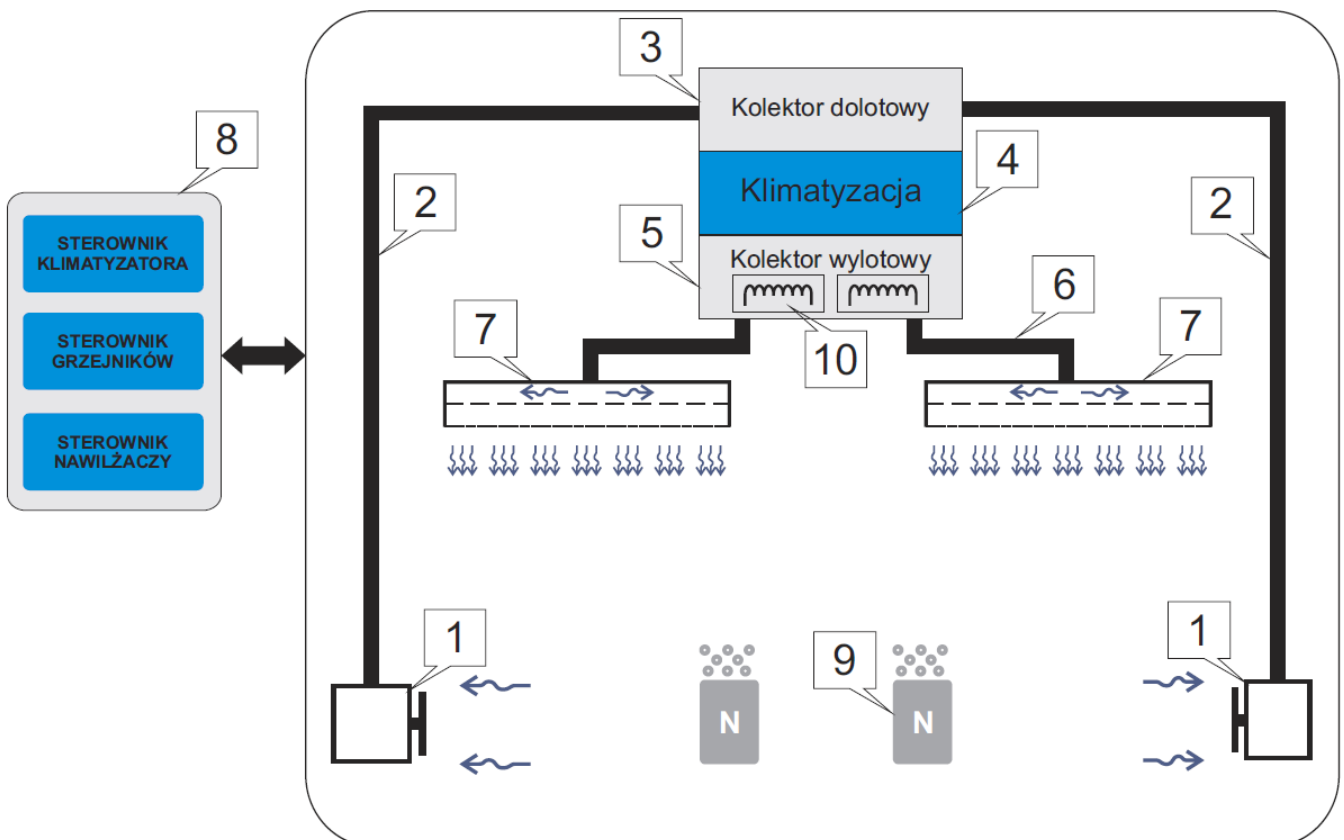 3
Kolektor dolotowy
8
4
Klimatyzacja
2
2
STEROWNIK
KLIMATYZATORA
5
Kolektor wylotowy
6
7
10
7
STEROWNIK
GRZEJNIKÓW
STEROWNIK
NAWILŻACZY
1
9
1
N
N